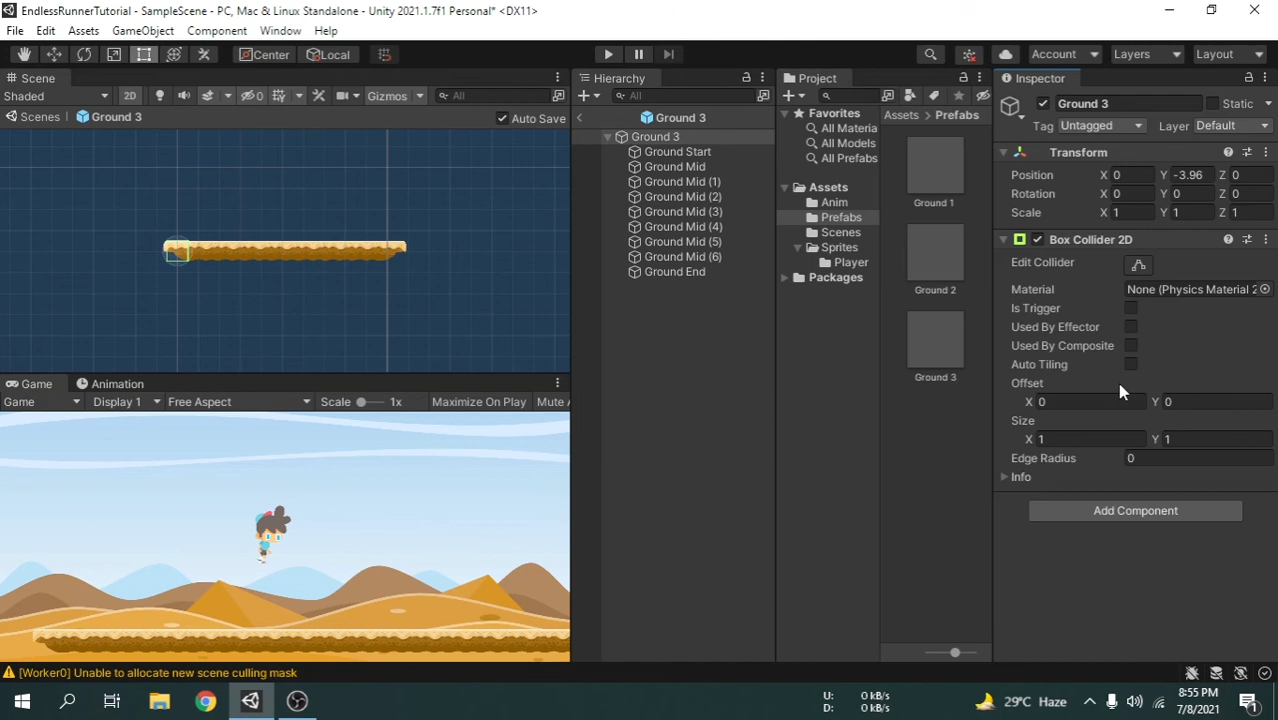 EndlessRunnerTutorial - SampleScene - PC, Mac & Linux Standalone - Unity 2021.1.7f1 Personal* <DX11>
File Edit Assets GameObject Component Window Help
Center Local Account Layers Layout
Scene
Shaded 2D 0 Gizmos All
Scenes Ground 3 Auto Save
Game Animation
Game Display 1 Free Aspect Scale 1x Maximize On Play Mute A
Hierarchy
All
Ground 3
Ground 3
Ground Start
Ground Mid
Ground Mid (1)
Ground Mid (2)
Ground Mid (3)
Ground Mid (4)
Ground Mid (5)
Ground Mid (6)
Ground End
Project
Favorites
All Materia
All Models
All Prefabs
Assets
Anim
Prefabs
Scenes
Sprites
Player
Packages
Assets Prefabs
Ground 1
Ground 2
Ground 3
Inspector
Ground 3 Static
Tag Untagged Layer Default
Transform
Position X 0 Y -3.96 Z 0
Rotation X 0 Y 0 Z 0
Scale X 1 Y 1 Z 1
Box Collider 2D
Edit Collider
Material None (Physics Material 2
Is Trigger
Used By Effector
Used By Composite
Auto Tiling
Offset
X 0 Y 0
Size
X 1 Y 1
Edge Radius 0
Info
Add Component
[Worker0] Unable to allocate new scene culling mask
U: 0 kB/s
D: 0 kB/s
29°C Haze
8:55 PM
7/8/2021
1